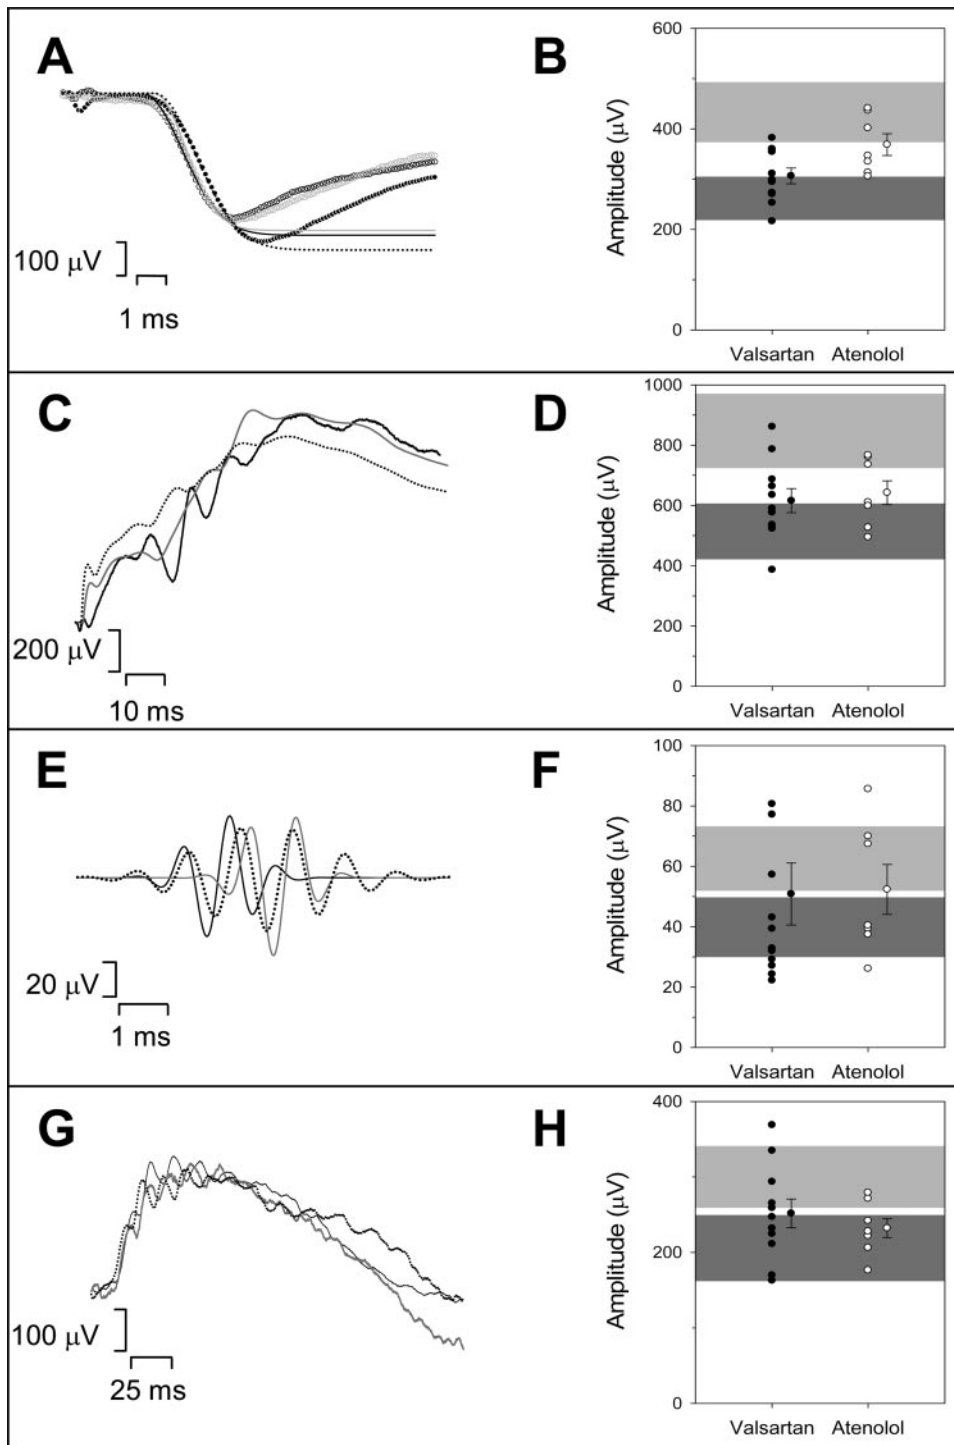 A
100 μV
1 ms
B
Amplitude (μV)
600
400
200
0
Valsartan Atenolol
C
200 μV
10 ms
D
Amplitude (μV)
1000
800
600
400
200
0
Valsartan Atenolol
E
20 μV
1 ms
F
Amplitude (μV)
100
80
60
40
20
0
Valsartan Atenolol
G
100 μV
25 ms
H
Amplitude (μV)
400
200
0
Valsartan Atenolol